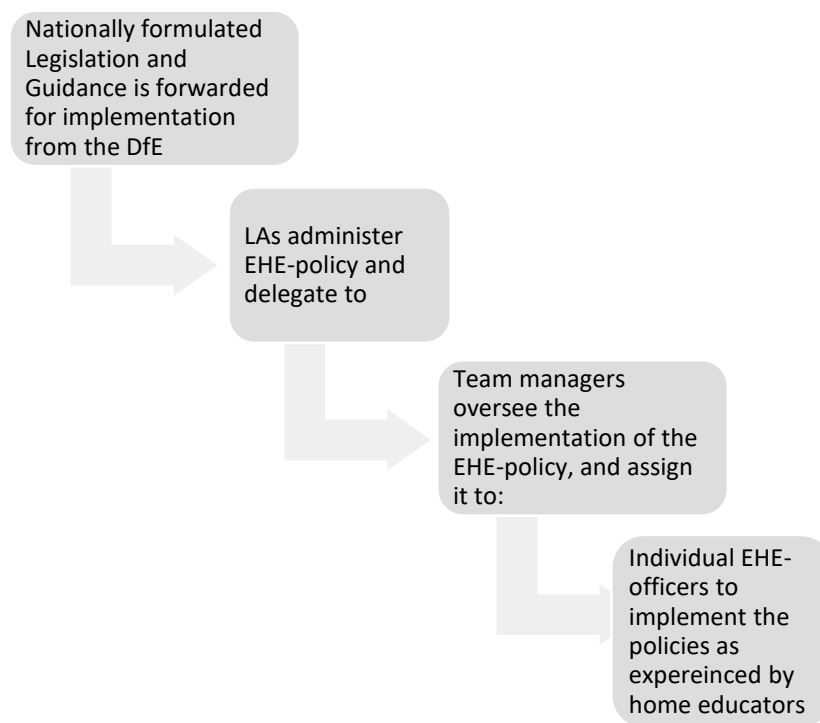 Nationally formulated
Legislation and
Guidance is forwarded
for implementation
from the DfE
LAs administer
EHE-policy and
delegate to
Team managers
oversee the
implementation of the
EHE-policy, and assign
it to:
Individual EHE-
officers to
implement the
policies as
expereinced by
home educators